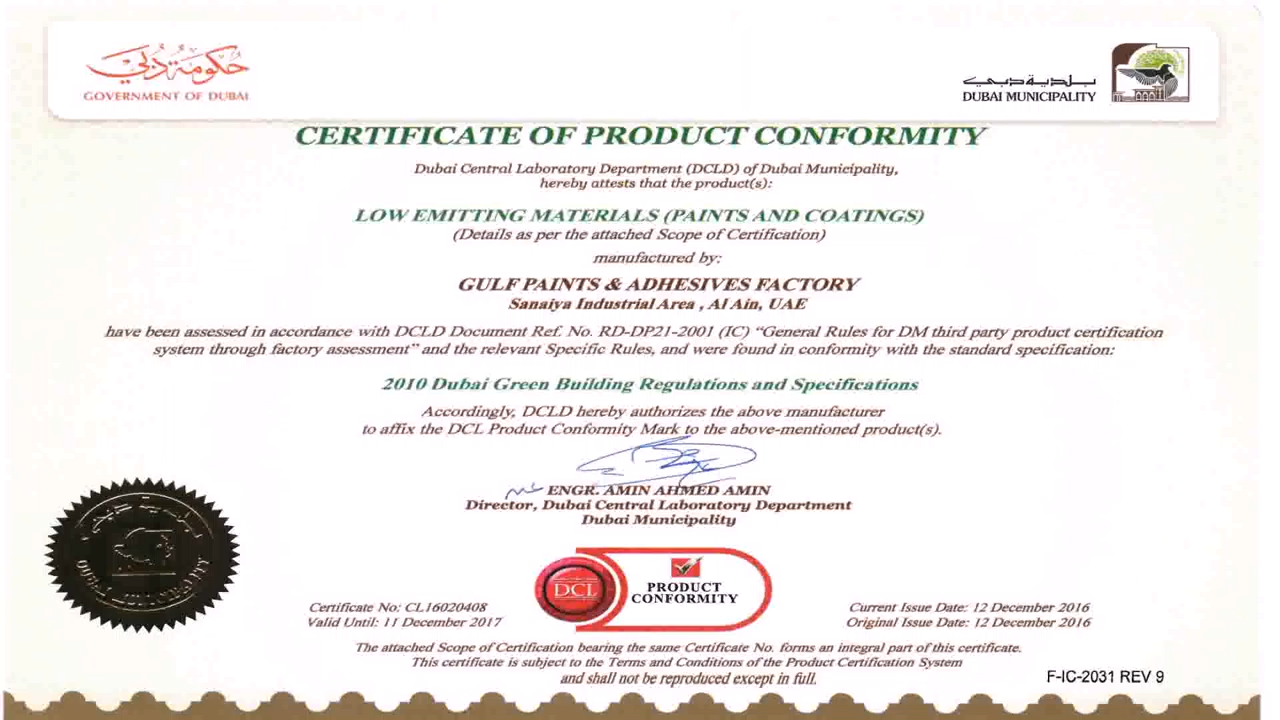 حكومة دبي
GOVERNMENT OF DUBAI
بلدية دبي
DUBAI MUNICIPALITY
CERTIFICATE OF PRODUCT CONFORMITY
Dubai Central Laboratory Department (DCLD) of Dubai Municipality,
hereby attests that the product(s):
LOW EMITTING MATERIALS (PAINTS AND COATINGS)
(Details as per the attached Scope of Certification)
manufactured by:
GULF PAINTS & ADHESIVES FACTORY
Sanaiya Industrial Area , Al Ain, UAE
have been assessed in accordance with DCLD Document Ref. No. RD-DP21-2001 (IC) “General Rules for DM third party product certification
system through factory assessment” and the relevant Specific Rules, and were found in conformity with the standard specification:
2010 Dubai Green Building Regulations and Specifications
Accordingly, DCLD hereby authorizes the above manufacturer
to affix the DCL Product Conformity Mark to the above-mentioned product(s).
ENGR. AMIN AHMED AMIN
Director, Dubai Central Laboratory Department
Dubai Municipality
بلدية دبي
DUBAI MUNICIPALITY
DCL
PRODUCT
CONFORMITY
Certificate No: CL16020408
Valid Until: 11 December 2017
Current Issue Date: 12 December 2016
Original Issue Date: 12 December 2016
The attached Scope of Certification bearing the same Certificate No. forms an integral part of this certificate.
This certificate is subject to the Terms and Conditions of the Product Certification System
and shall not be reproduced except in full.
F-IC-2031 REV 9